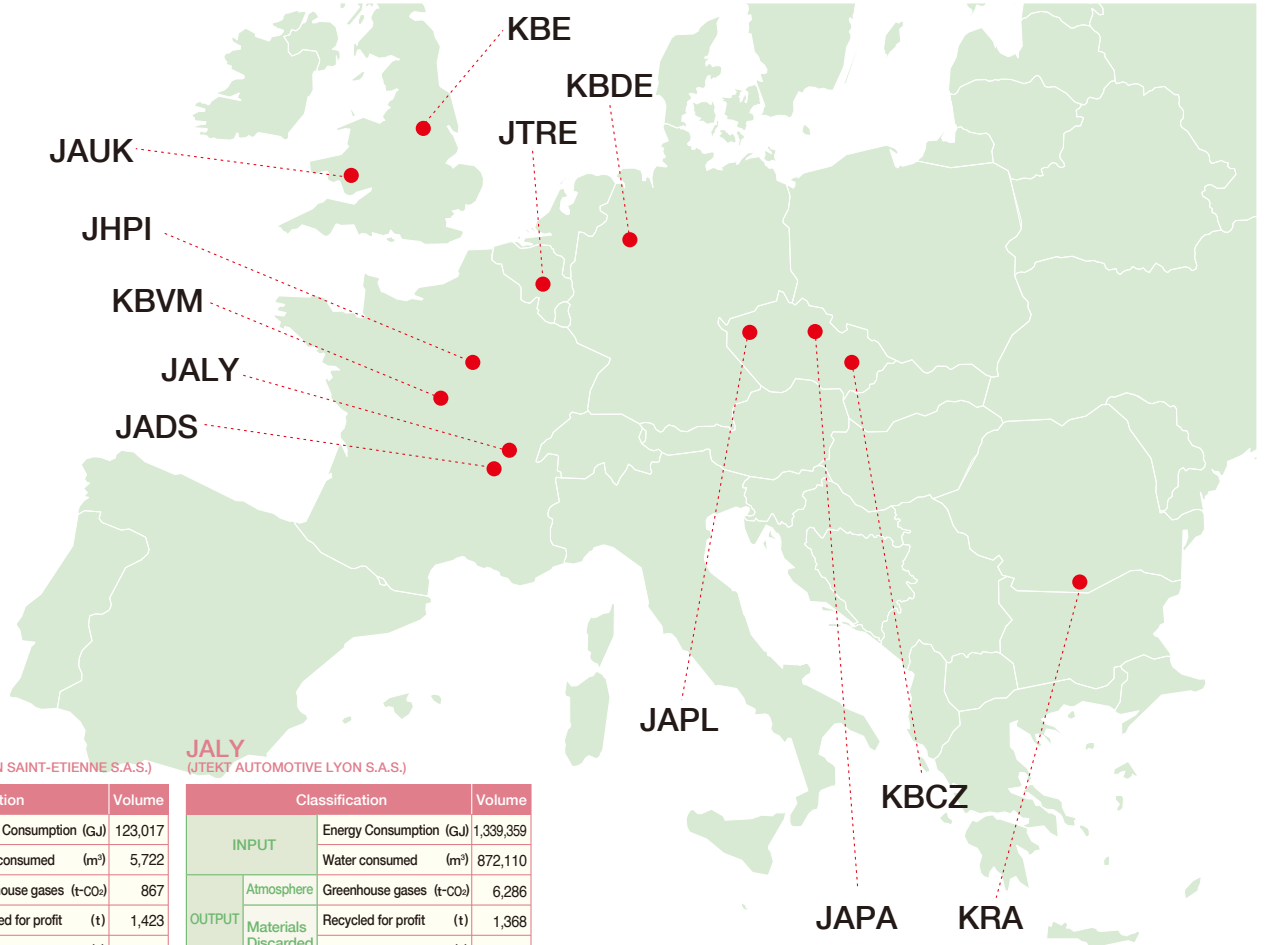 KBE
KBDE
JTRE
JAUK
JHPI
KBVM
JALY
JADS
JAPL
KBCZ
JAPA
KRA
SAINT-ETIENNE S.A.S.)
Volume
Consumption (GJ) 123,017
consumed (m³) 5,722
gases (t-CO₂) 867
for profit (t) 1,423
JALY
(JTEKT AUTOMOTIVE LYON S.A.S.)
Classification Volume
INPUT Energy Consumption (GJ) 1,339,359
Water consumed (m³) 872,110
OUTPUT Atmosphere Greenhouse gases (t-CO₂) 6,286
Materials Discarded Recycled for profit (t) 1,368